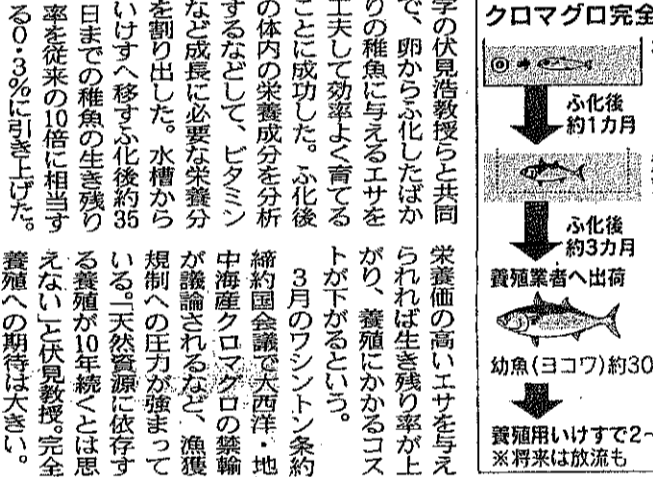 クロマグロ完全
ふ化後
約1カ月
ふ化後
約3カ月
養殖業者へ出荷
幼魚(ヨコワ)約30
養殖用いけすで2〜
※将来は放流も
学の伏見浩教授らと共同
で、卵からふ化したばか
りの稚魚に与えるエサを
工夫して効率よく育てる
ことに成功した。ふ化後
の体内の栄養成分を分析
するなどして、ビタミン
など成長に必要な栄養分
を割り出した。水槽から
いけすへ移すふ化後約35
日までの稚魚の生き残り
率を従来の10倍に相当す
る0・3%に引き上げた。
栄養価の高いエサを与え
られれば生き残り率が上
がり、養殖にかかるコス
トが下がるという。
3月のワシントン条約
締約国会議で大西洋・地
中海産クロマグロの禁輸
が議論されるなど、漁獲
規制への圧力が強まって
いる。「天然資源に依存す
る養殖が10年続くとは思
えない」と伏見教授。完全
養殖への期待は大きい。